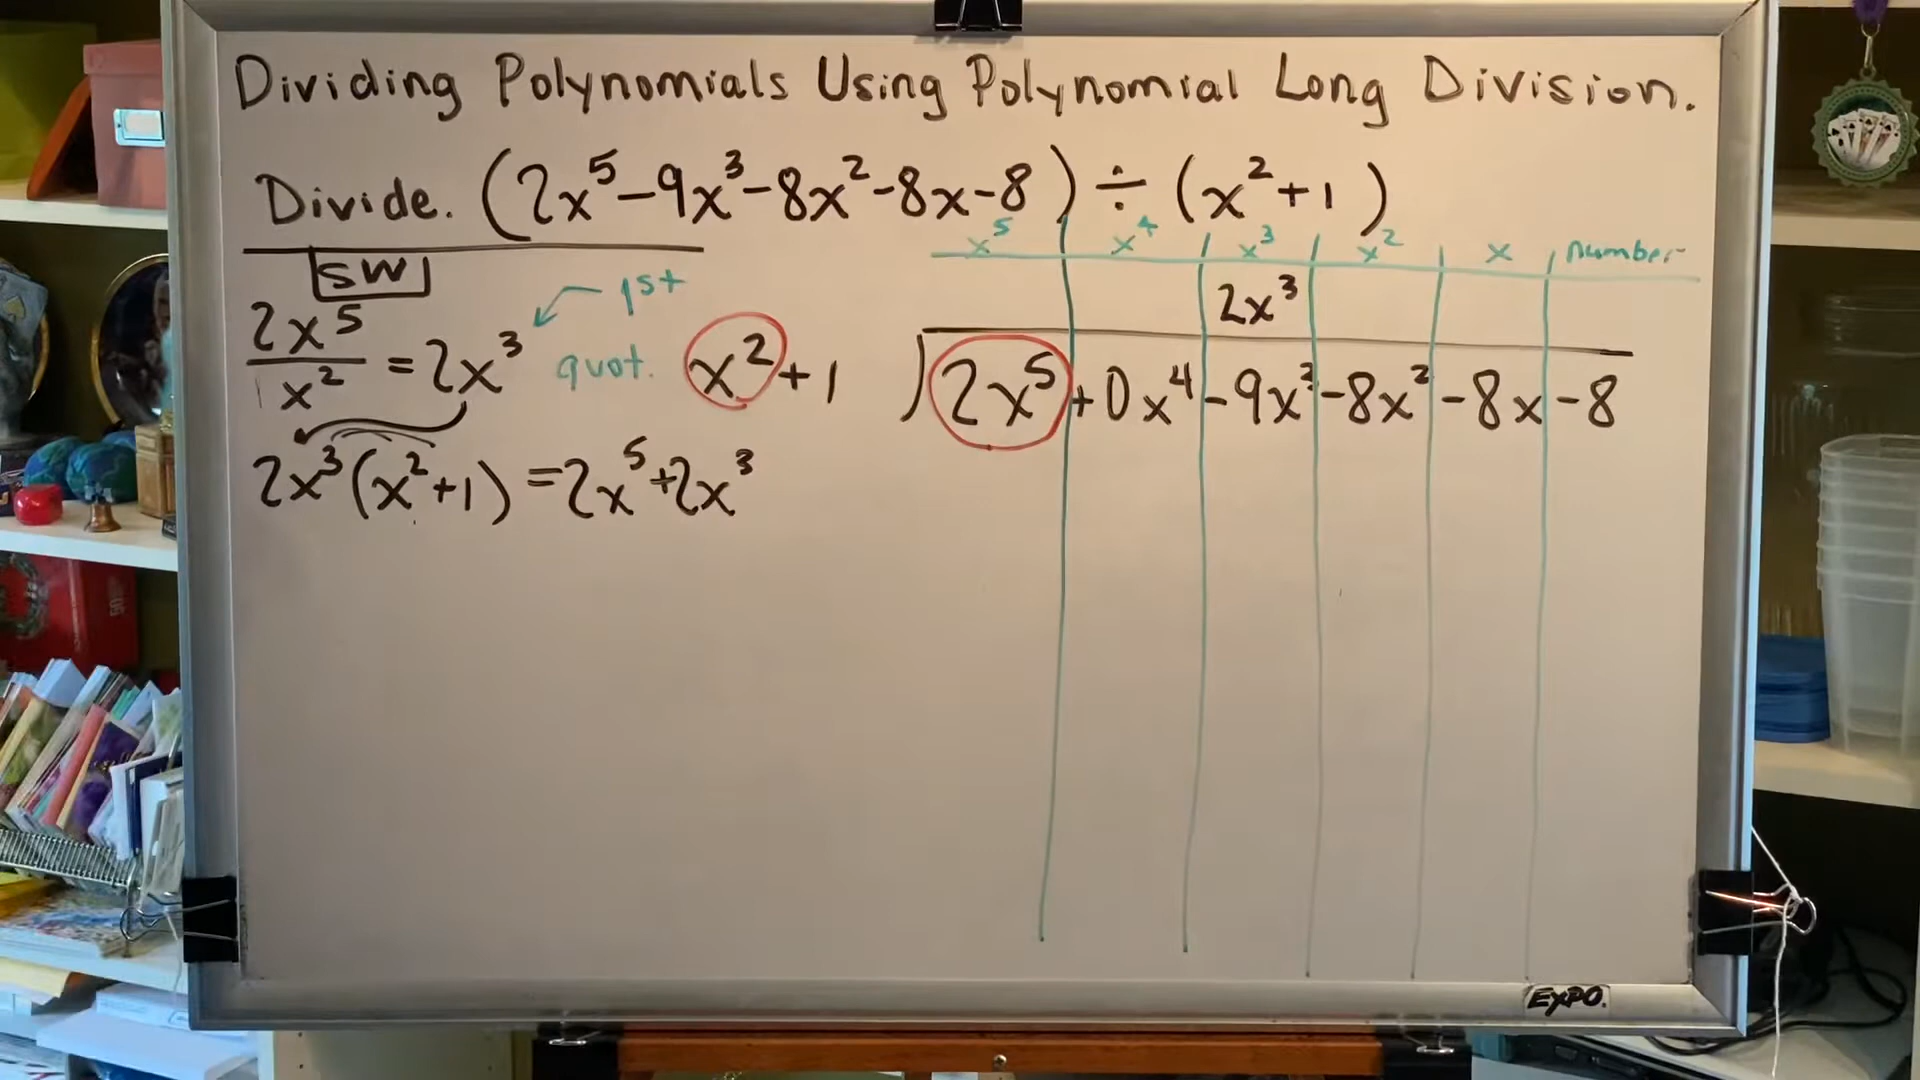 Dividing Polynomials Using Polynomial Long Division.
Divide. (2x⁵-9x³-8x²-8x-8) ÷ (x²+1)
x⁵ x⁴ x³ x² x number
SW
2x⁵/x² = 2x³
1st
quot.
2x³
x²+1 ) 2x⁵+0x⁴-9x³-8x²-8x-8
2x³(x²+1) = 2x⁵+2x³
EXPO.